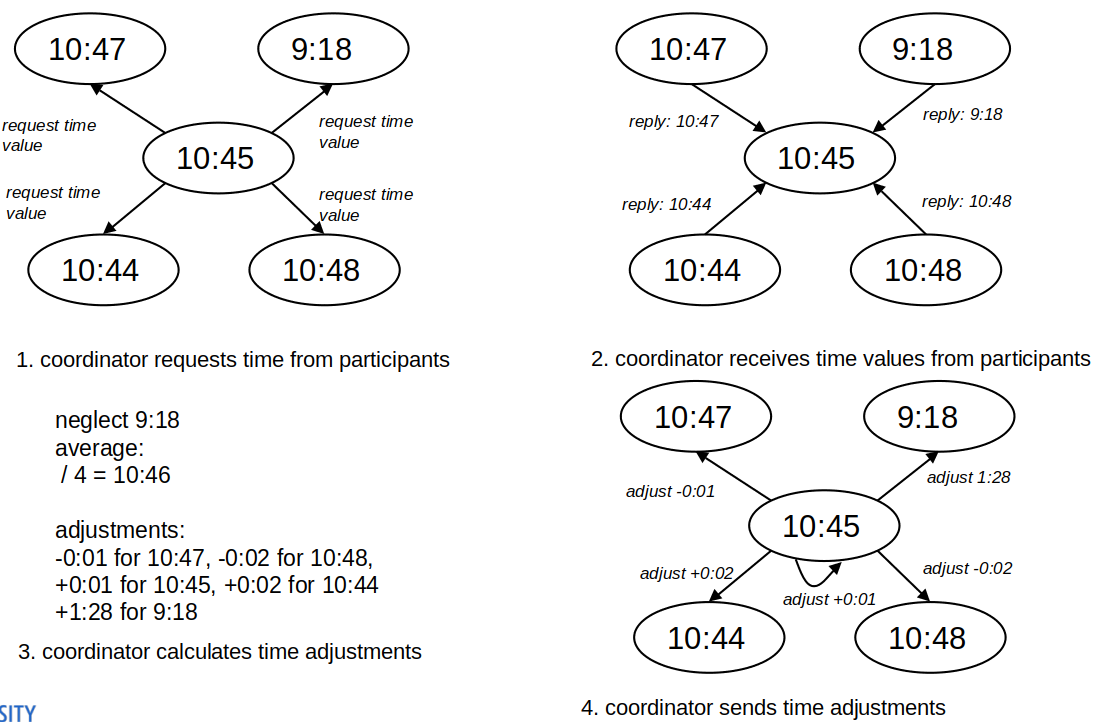 10:47
9:18
request time
value
request time
value
10:45
request time
value
request time
value
10:44
10:48
1. coordinator requests time from participants
10:47
9:18
reply: 10:47
reply: 9:18
10:45
reply: 10:44
reply: 10:48
10:44
10:48
2. coordinator receives time values from participants
neglect 9:18
average:
/ 4 = 10:46
adjustments:
-0:01 for 10:47, -0:02 for 10:48,
+0:01 for 10:45, +0:02 for 10:44
+1:28 for 9:18
3. coordinator calculates time adjustments
10:47
9:18
adjust -0:01
adjust 1:28
10:45
adjust +0:02
adjust -0:02
adjust +0:01
10:44
10:48
4. coordinator sends time adjustments
SITY